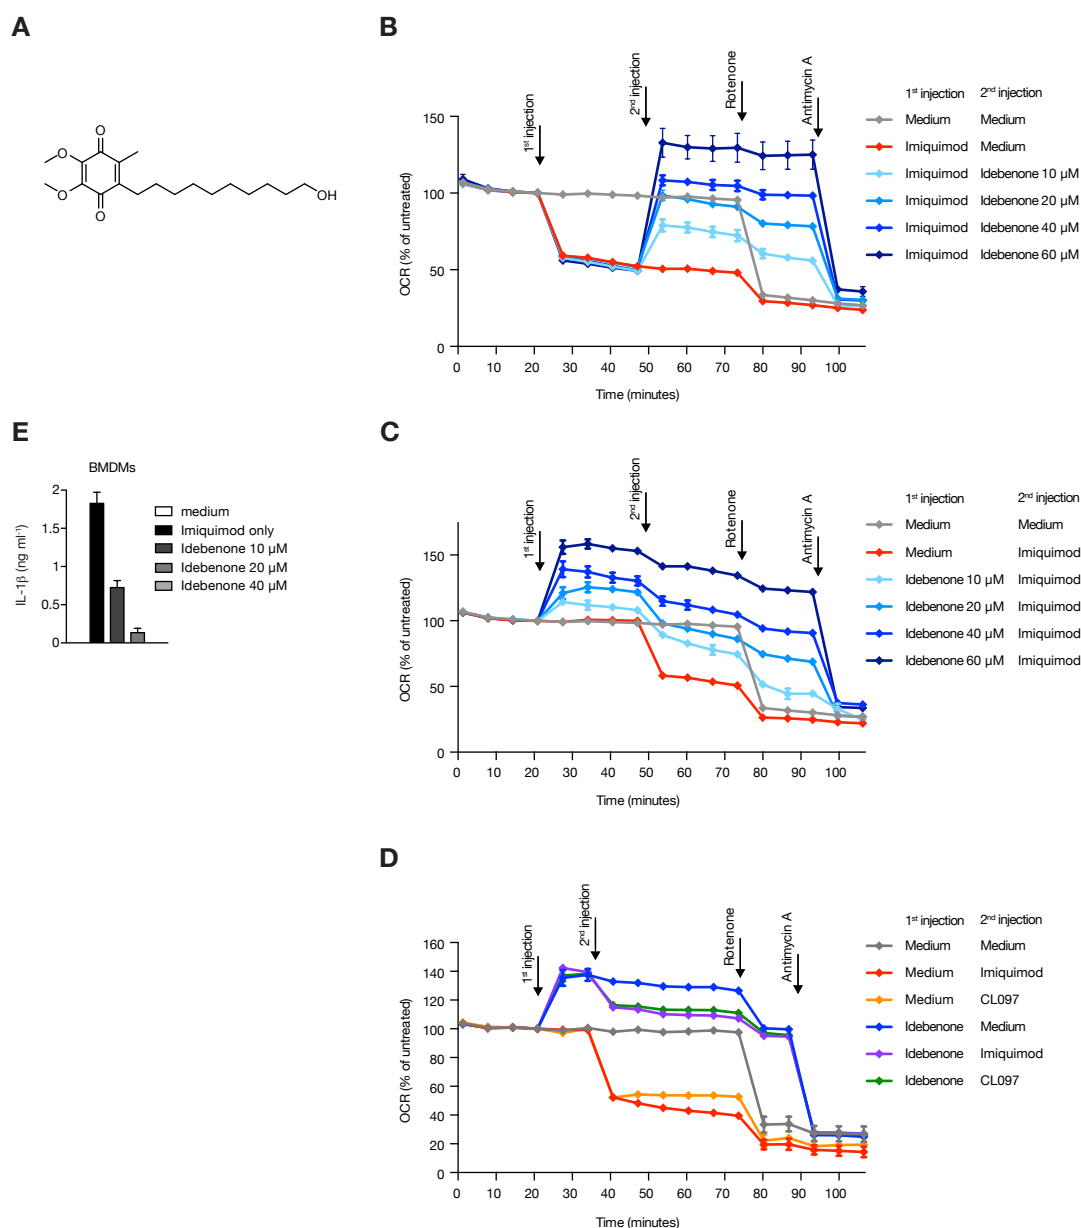 A
O
O
O
O
OH
B
1st injection
2nd injection
Rotenone
Antimycin A
OCR (% of untreated)
150
100
50
0
0 10 20 30 40 50 60 70 80 90 100
Time (minutes)
1st injection 2nd injection
Medium Medium
Imiquimod Medium
Imiquimod Idebenone 10 µM
Imiquimod Idebenone 20 µM
Imiquimod Idebenone 40 µM
Imiquimod Idebenone 60 µM
E
BMDMs
IL-1β (ng ml-1)
2
1.5
1
0.5
0
medium
Imiquimod only
Idebenone 10 µM
Idebenone 20 µM
Idebenone 40 µM
C
1st injection
2nd injection
Rotenone
Antimycin A
OCR (% of untreated)
150
100
50
0
0 10 20 30 40 50 60 70 80 90 100
Time (minutes)
1st injection 2nd injection
Medium Medium
Medium Imiquimod
Idebenone 10 µM Imiquimod
Idebenone 20 µM Imiquimod
Idebenone 40 µM Imiquimod
Idebenone 60 µM Imiquimod
D
1st injection
2nd injection
Rotenone
Antimycin A
OCR (% of untreated)
160
140
120
100
80
60
40
20
0
0 10 20 30 40 50 60 70 80 90 100
Time (minutes)
1st injection 2nd injection
Medium Medium
Medium Imiquimod
Medium CL097
Idebenone Medium
Idebenone Imiquimod
Idebenone CL097